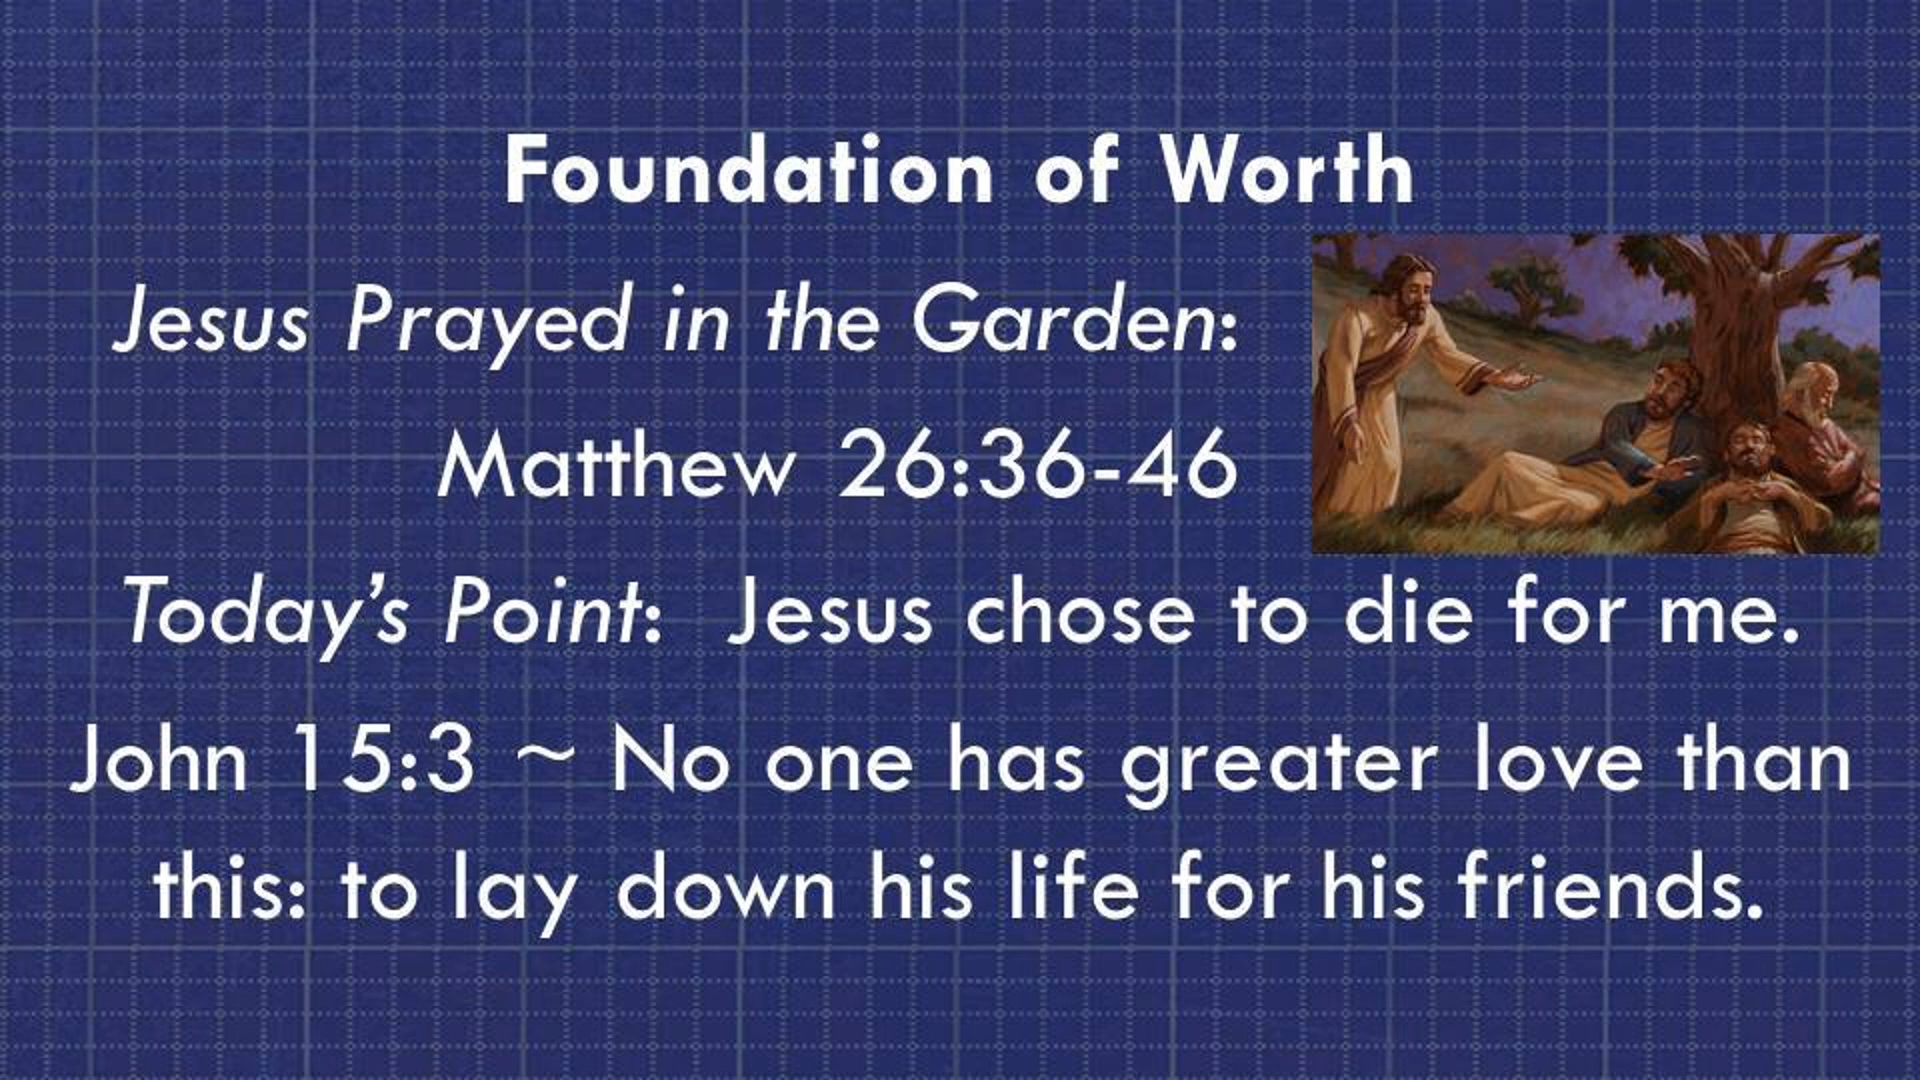 Foundation of Worth
Jesus Prayed in the Garden:
Matthew 26:36-46
Today’s Point: Jesus chose to die for me.
John 15:3 ~ No one has greater love than
this: to lay down his life for his friends.